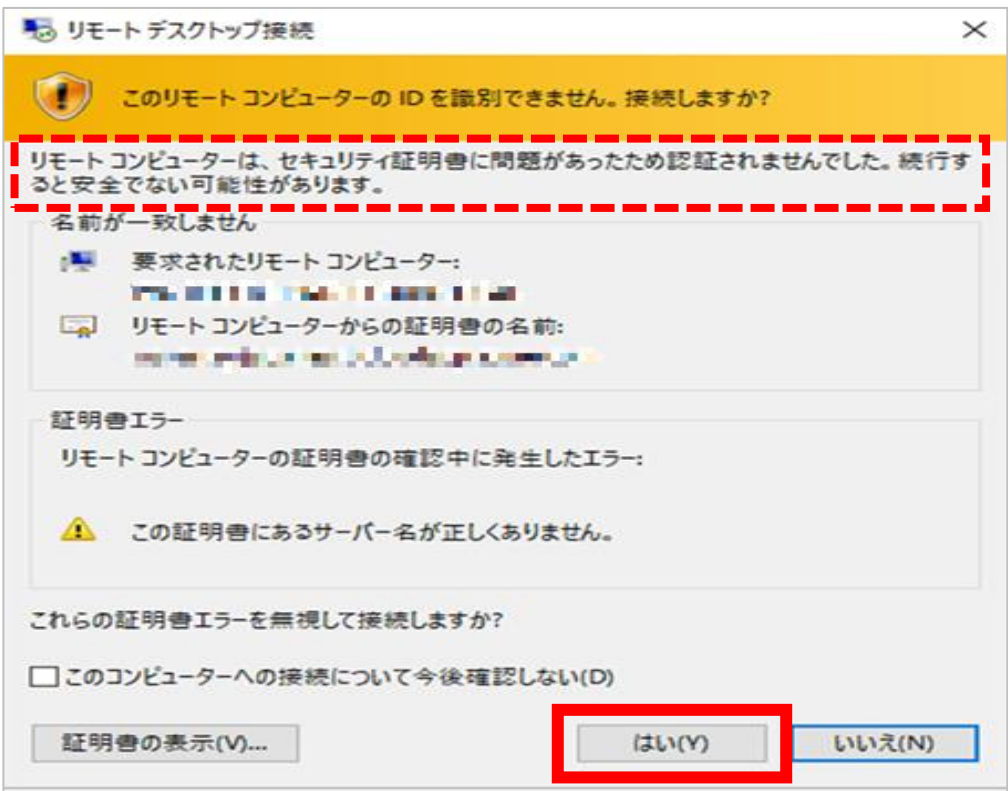 リモート デスクトップ接続
このリモート コンピューターの ID を識別できません。接続しますか?
リモート コンピューターは、セキュリティ証明書に問題があったため認証されませんでした。続行す
ると安全でない可能性があります。
名前が一致しません
要求されたリモート コンピューター:
リモート コンピューターからの証明書の名前:
証明書エラー
リモート コンピューターの証明書の確認中に発生したエラー:
この証明書にあるサーバー名が正しくありません。
これらの証明書エラーを無視して接続しますか?
このコンピューターへの接続について今後確認しない(D)
証明書の表示(V)... はい(Y) いいえ(N)